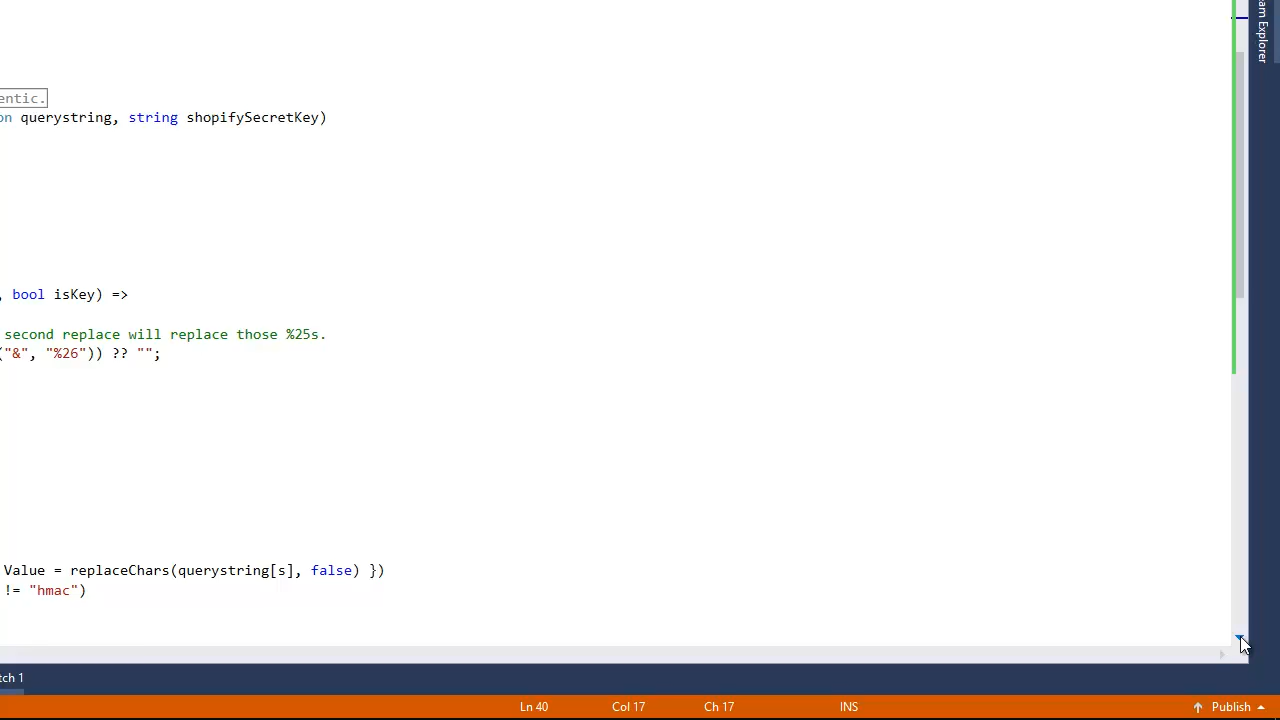 am Explorer
entic.
on querystring, string shopifySecretKey)
, bool isKey) =>
second replace will replace those %25s.
("&", "%26")) ?? "";
Value = replaceChars(querystring[s], false) })
!= "hmac")
tch 1
Ln 40 Col 17 Ch 17 INS Publish